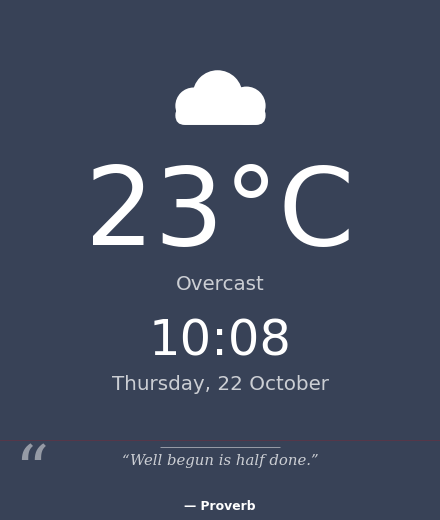 23°C
Overcast
10:08
Thursday, 22 October
“
“Well begun is half done.”
— Proverb